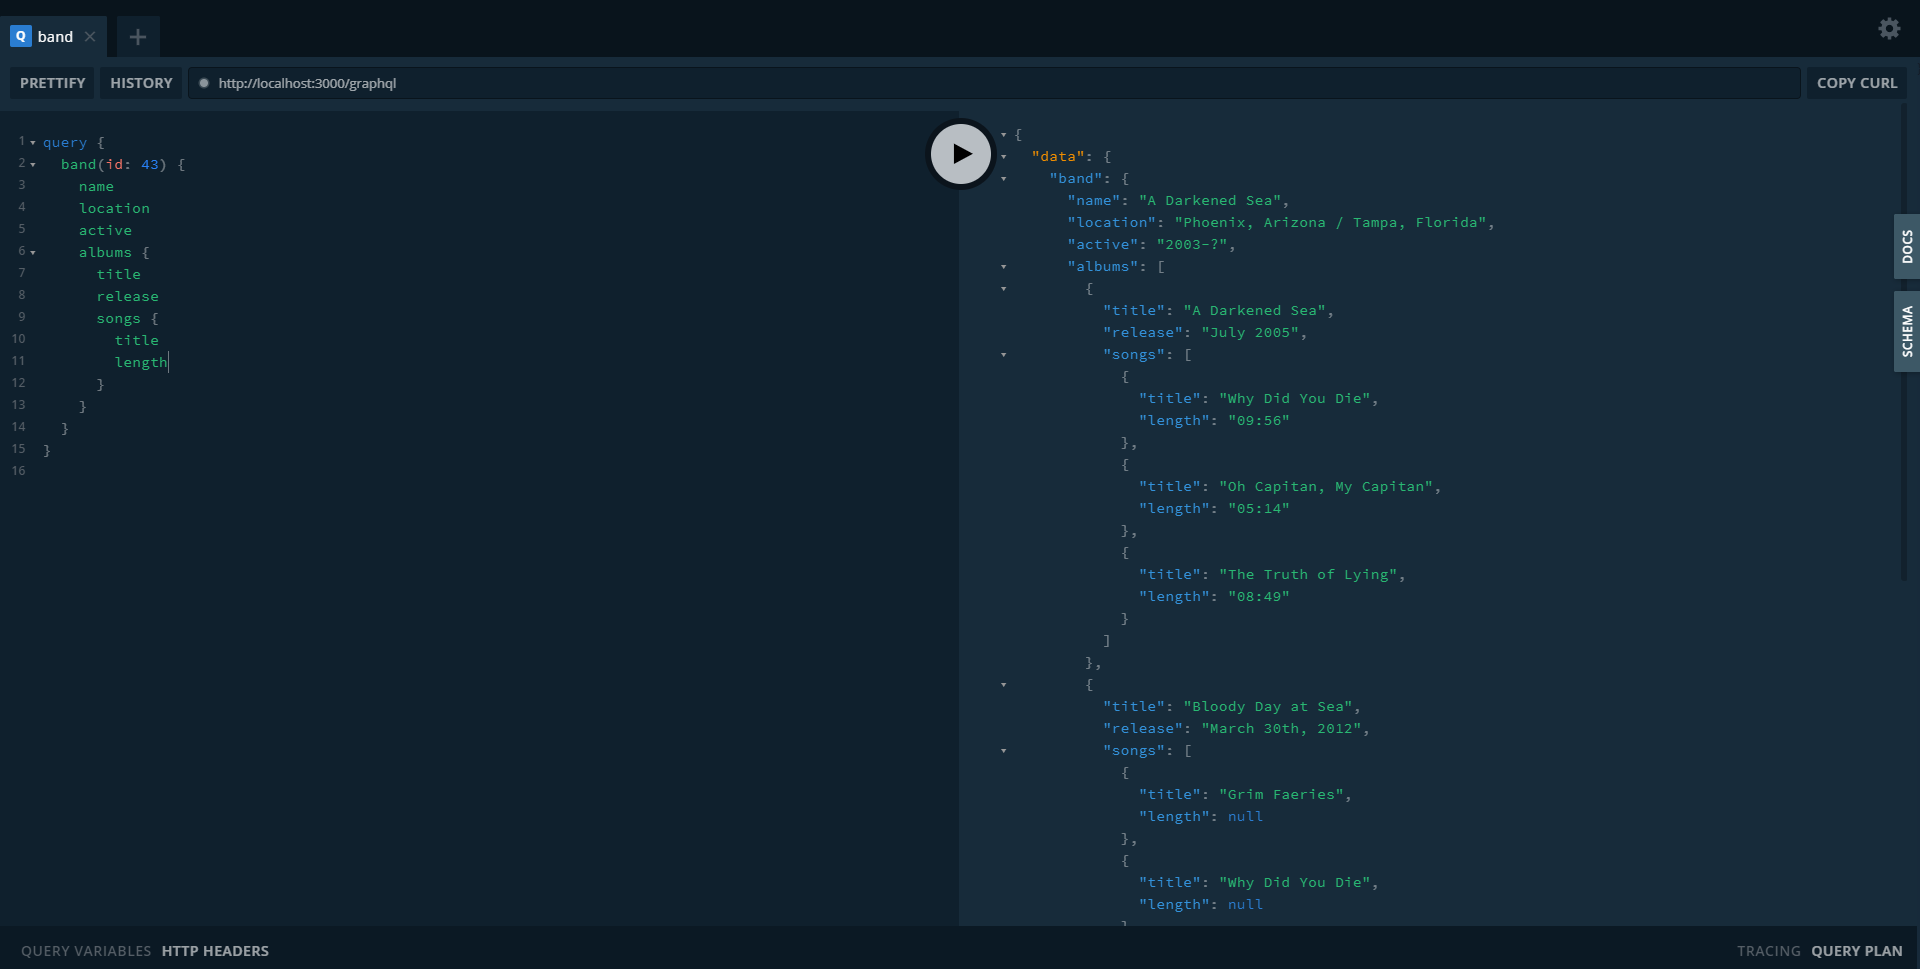 Q band
PRETTIFY HISTORY http://localhost:3000/graphql COPY CURL
1 query {
2   band(id: 43) {
3     name
4     location
5     active
6     albums {
7       title
8       release
9       songs {
10         title
11         length
12       }
13     }
14   }
15 }
16
{
  "data": {
    "band": {
      "name": "A Darkened Sea",
      "location": "Phoenix, Arizona / Tampa, Florida",
      "active": "2003-?",
      "albums": [
        {
          "title": "A Darkened Sea",
          "release": "July 2005",
          "songs": [
            {
              "title": "Why Did You Die",
              "length": "09:56"
            },
            {
              "title": "Oh Capitan, My Capitan",
              "length": "05:14"
            },
            {
              "title": "The Truth of Lying",
              "length": "08:49"
            }
          ]
        },
        {
          "title": "Bloody Day at Sea",
          "release": "March 30th, 2012",
          "songs": [
            {
              "title": "Grim Faeries",
              "length": null
            },
            {
              "title": "Why Did You Die",
              "length": null
DOCS
SCHEMA
QUERY VARIABLES HTTP HEADERS
TRACING QUERY PLAN